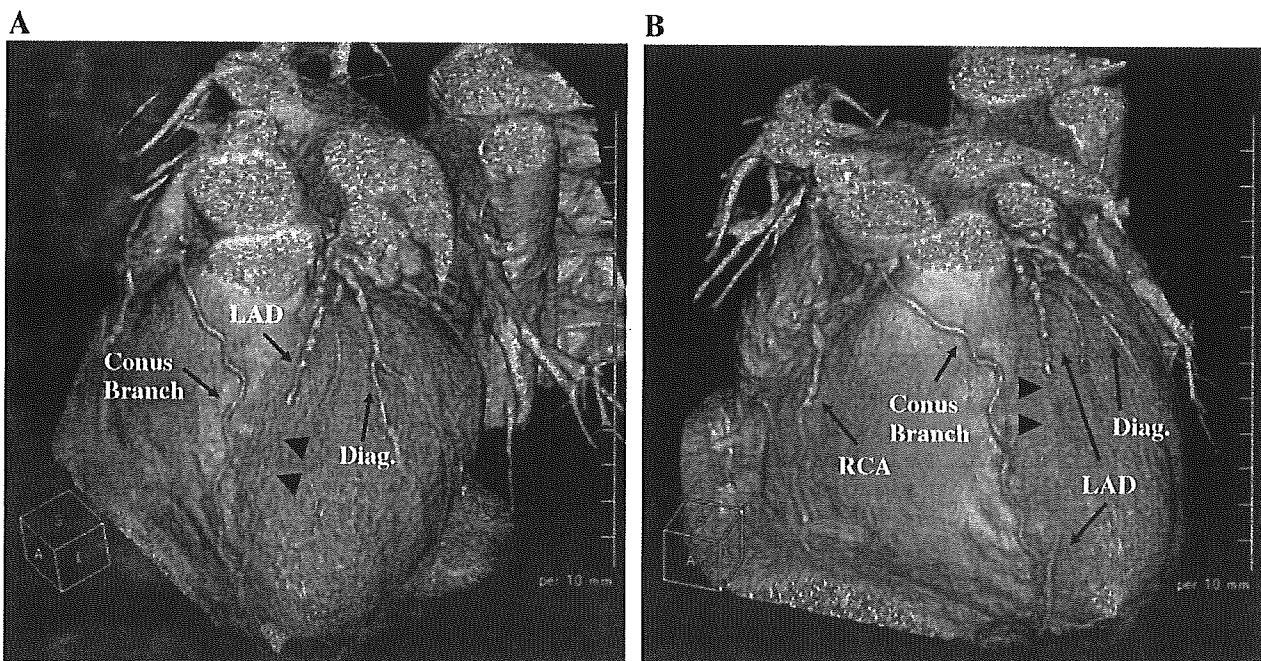 A
LAD
Conus
Branch
Diag.
A
L
per 10 mm
B
Conus
Branch
Diag.
RCA
LAD
A
per 10 mm